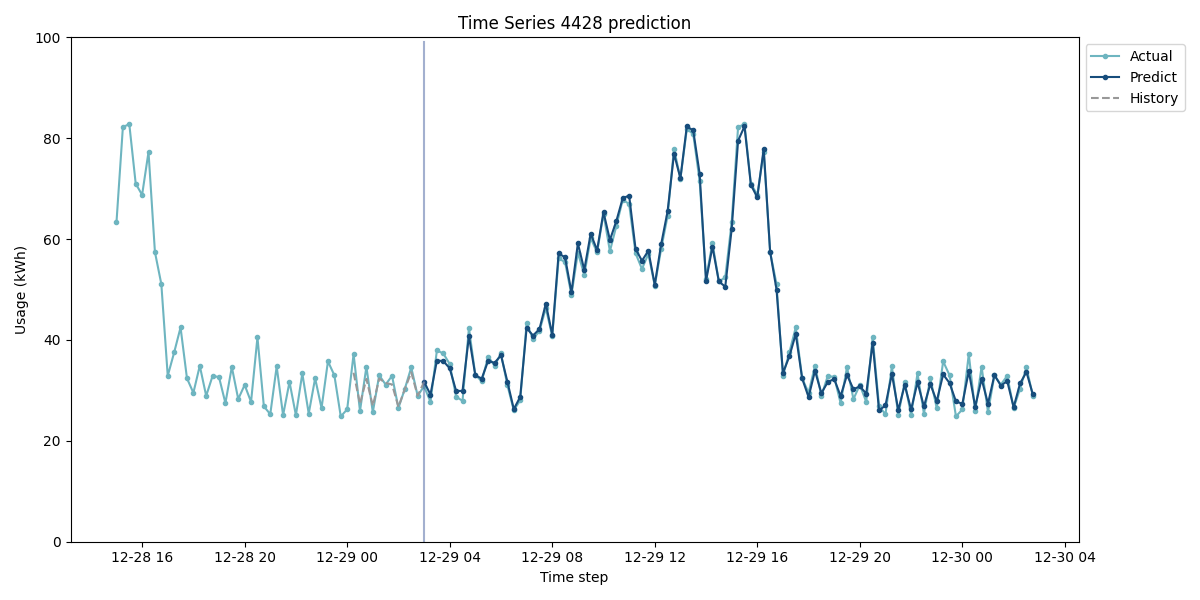 Time Series 4428 prediction
100
80
60
40
20
0
Usage (kWh)
12-28 16
12-28 20
12-29 00
12-29 04
12-29 08
12-29 12
12-29 16
12-29 20
12-30 00
12-30 04
Time step
Actual
Predict
History